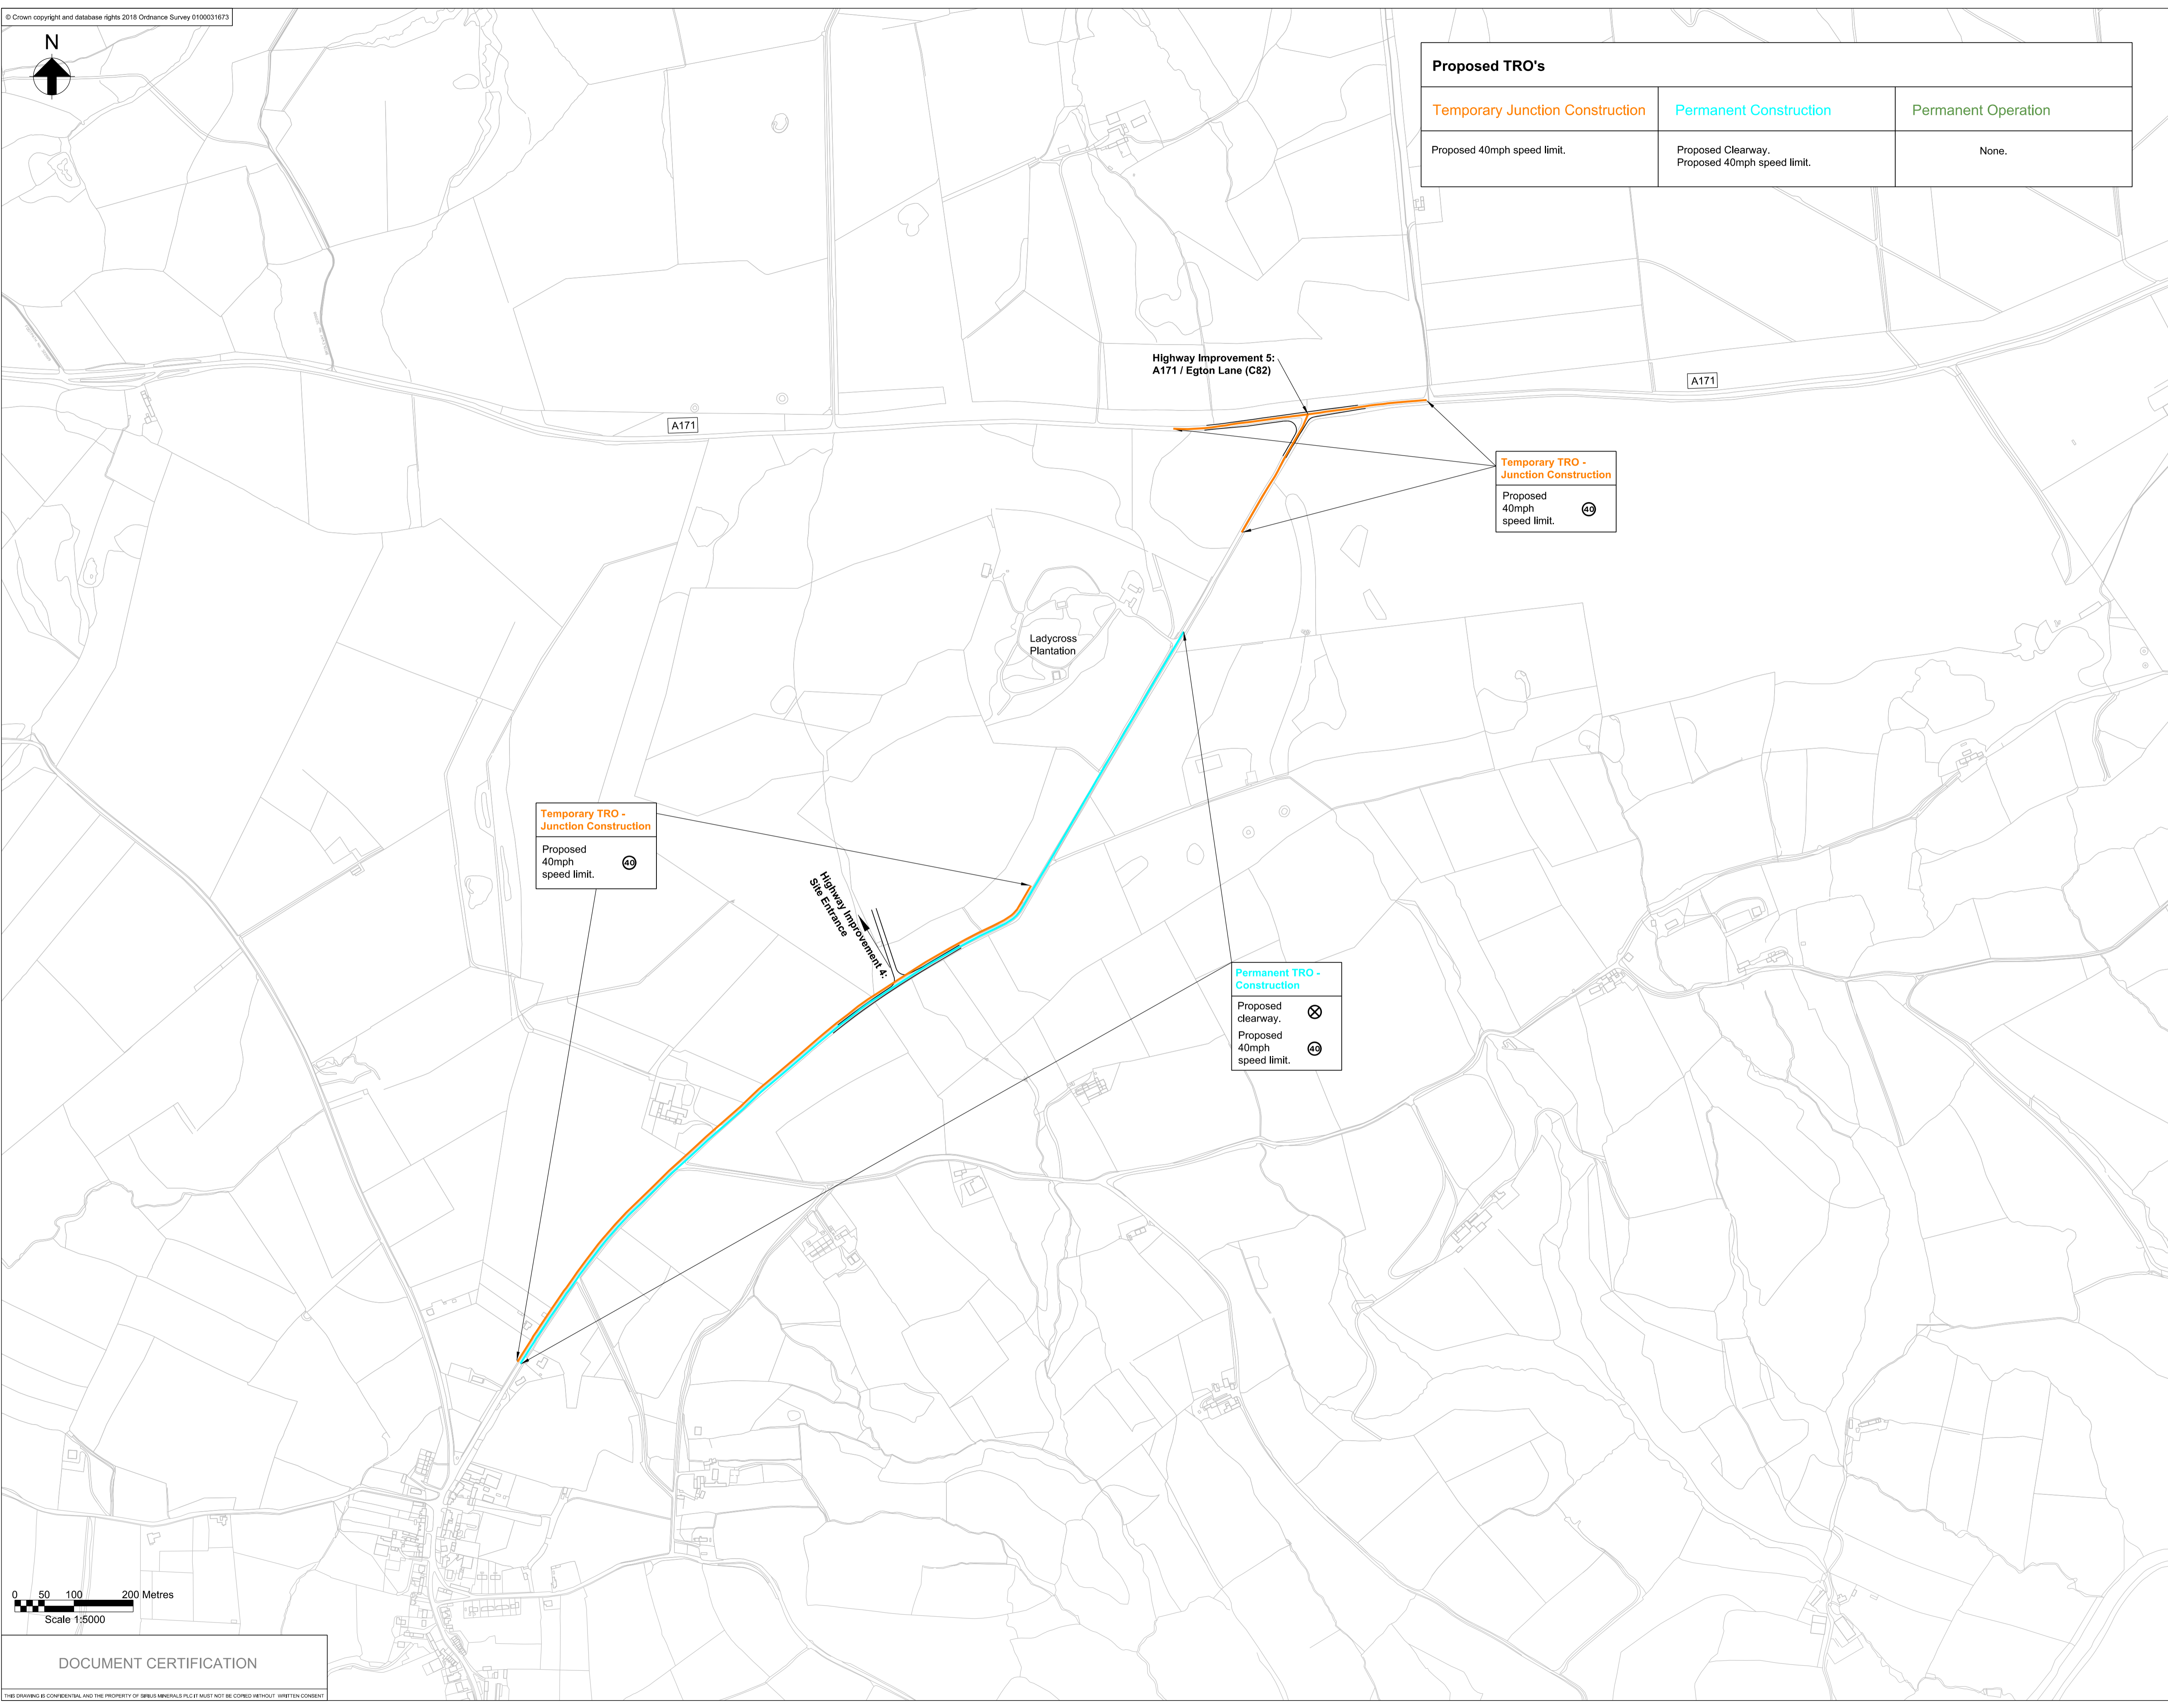 © Crown copyright and database rights 2018 Ordnance Survey 0100031673
N
Proposed TRO's
Temporary Junction Construction
Permanent Construction
Permanent Operation
Proposed 40mph speed limit.
Proposed Clearway.
Proposed 40mph speed limit.
None.
Highway Improvement 5:
A171 / Egton Lane (C82)
A171
A171
Temporary TRO -
Junction Construction
Proposed
40mph
speed limit.
40
Ladycross
Plantation
Temporary TRO -
Junction Construction
Proposed
40mph
speed limit.
40
Highway Improvement 4:
Site Entrance
Permanent TRO -
Construction
Proposed
clearway.
Proposed
40mph
speed limit.
40
0 50 100 200 Metres
Scale 1:5000
DOCUMENT CERTIFICATION
THIS DRAWING IS CONFIDENTIAL AND THE PROPERTY OF SIRIUS MINERALS PLC IT MUST NOT BE COPIED WITHOUT WRITTEN CONSENT